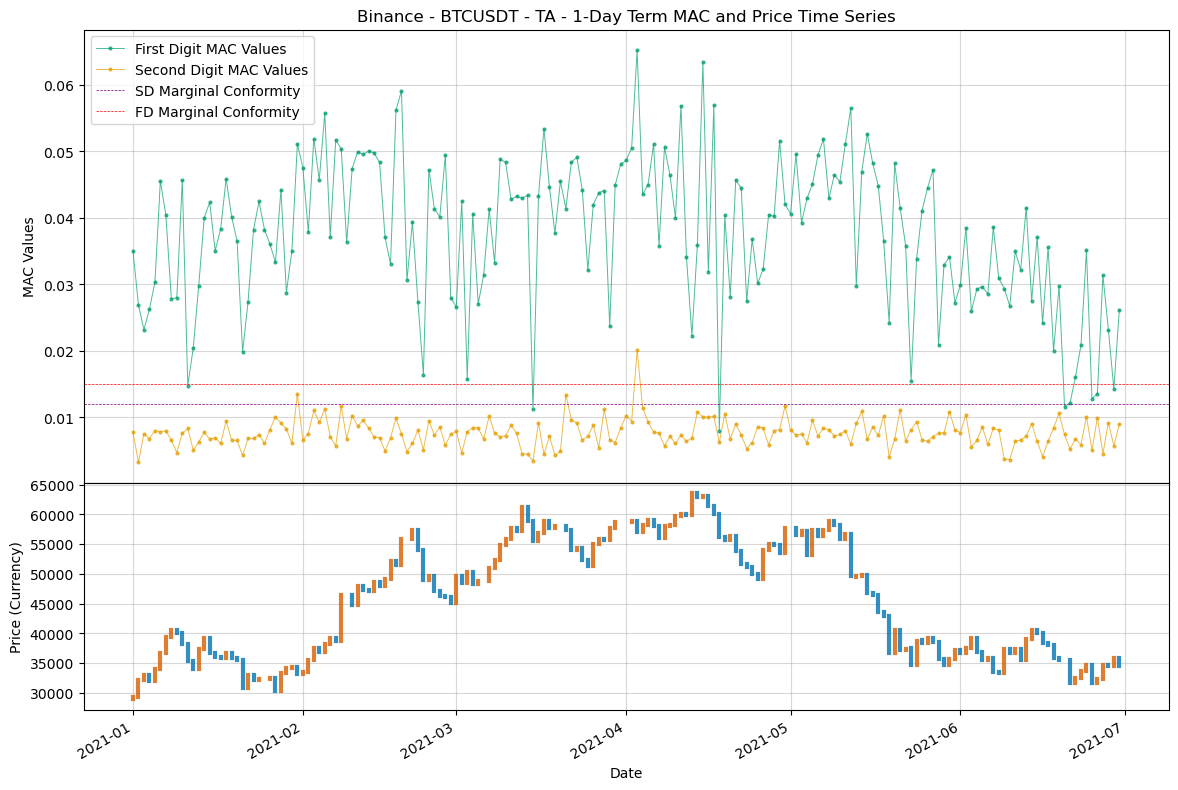 Binance - BTCUSDT - TA - 1-Day Term MAC and Price Time Series
First Digit MAC Values
Second Digit MAC Values
SD Marginal Conformity
FD Marginal Conformity
MAC Values
0.06
0.05
0.04
0.03
0.02
0.01
Price (Currency)
65000
60000
55000
50000
45000
40000
35000
30000
2021-01
2021-02
2021-03
2021-04
2021-05
2021-06
2021-07
Date